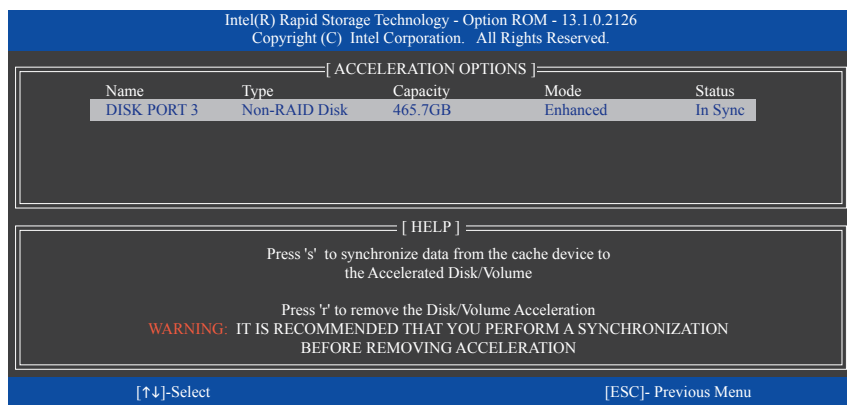 Intel(R) Rapid Storage Technology - Option ROM - 13.1.0.2126
Copyright (C) Intel Corporation. All Rights Reserved.
[ ACCELERATION OPTIONS ]
Name Type Capacity Mode Status
DISK PORT 3 Non-RAID Disk 465.7GB Enhanced In Sync
[ HELP ]
Press 's' to synchronize data from the cache device to
the Accelerated Disk/Volume
Press 'r' to remove the Disk/Volume Acceleration
WARNING: IT IS RECOMMENDED THAT YOU PERFORM A SYNCHRONIZATION
BEFORE REMOVING ACCELERATION
[↑↓]-Select [ESC]- Previous Menu